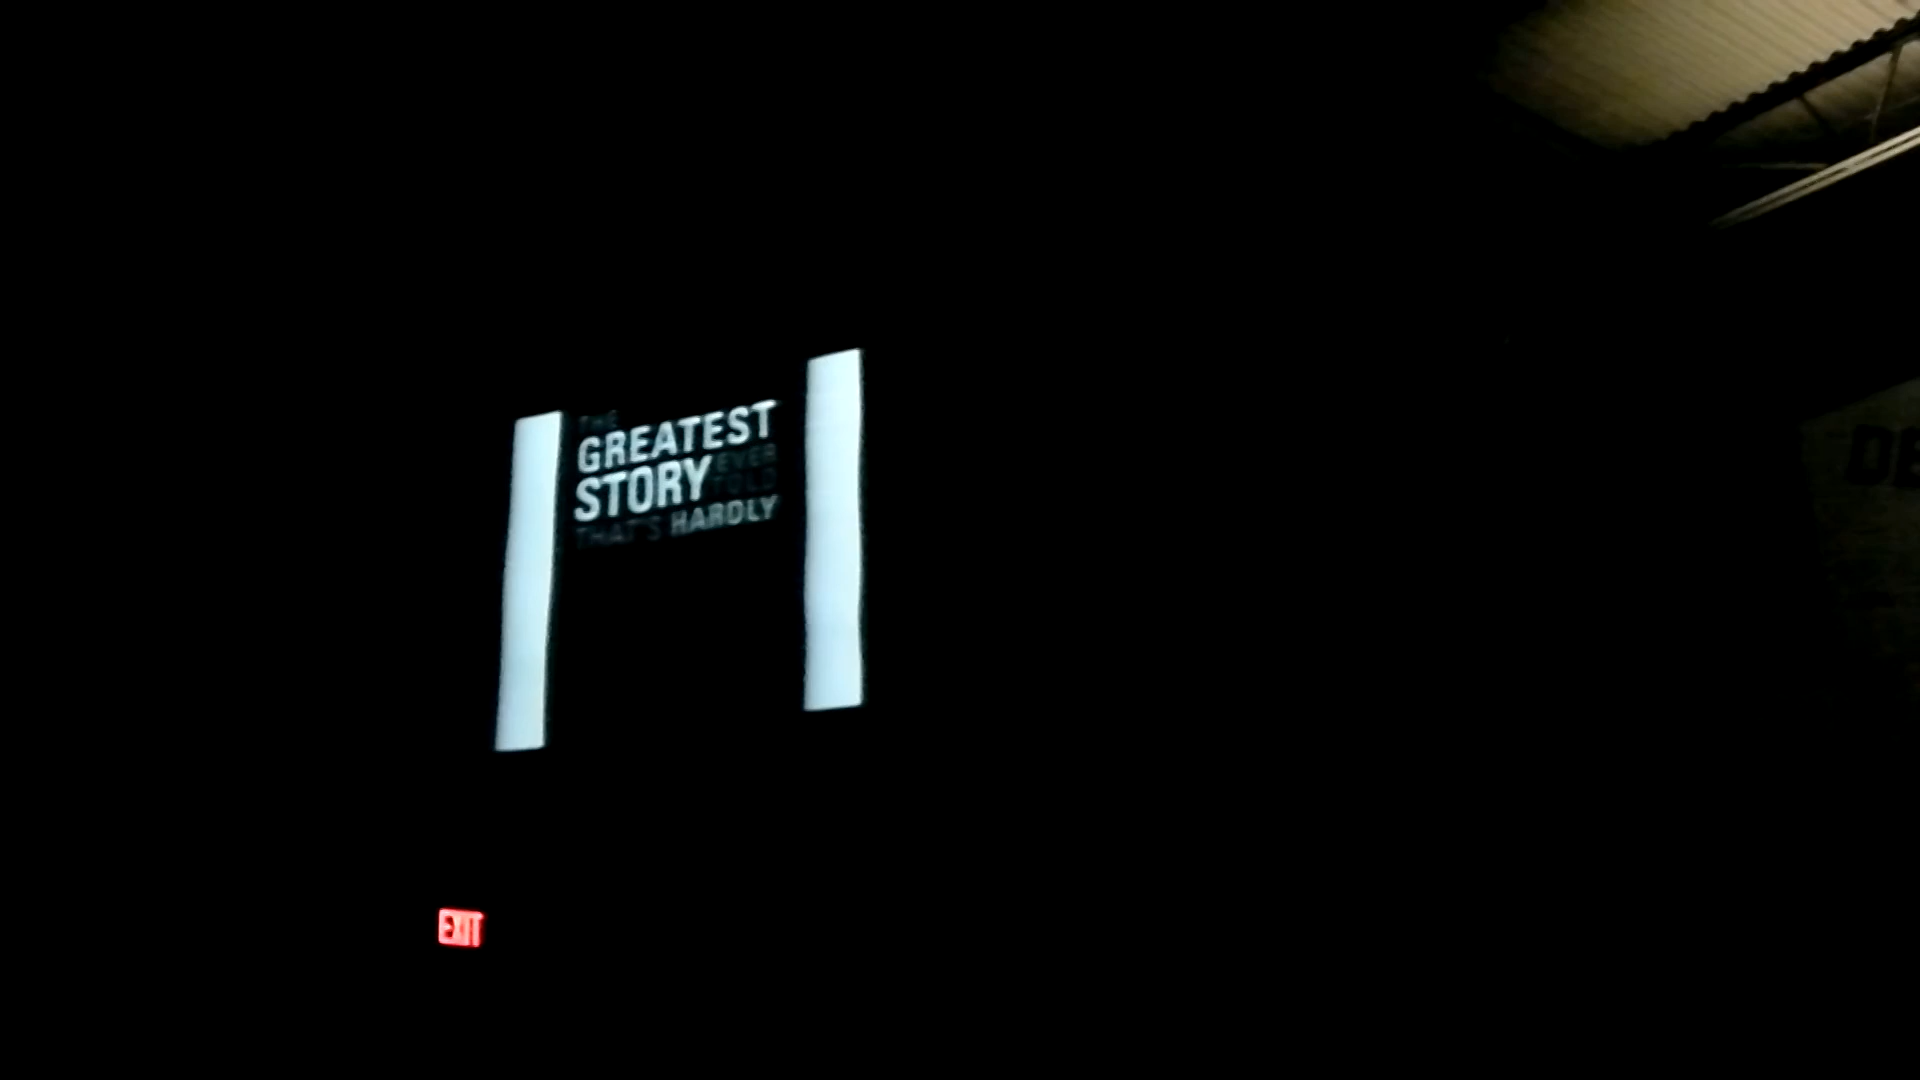 THE
GREATEST
STORY EVER
TOLD
THAT'S HARDLY
EXIT